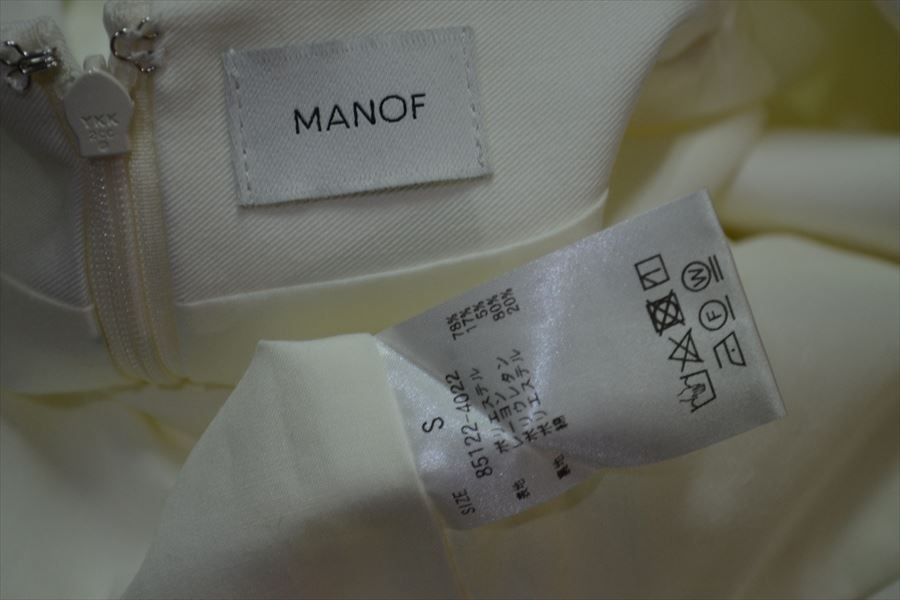 YKK
MANOF
SIZE S
85122-4022
表地 ポリエステル 78%
レーヨン 17%
ポリウレタン 5%
裏地 ポリエステル 80%
綿 20%
W
F